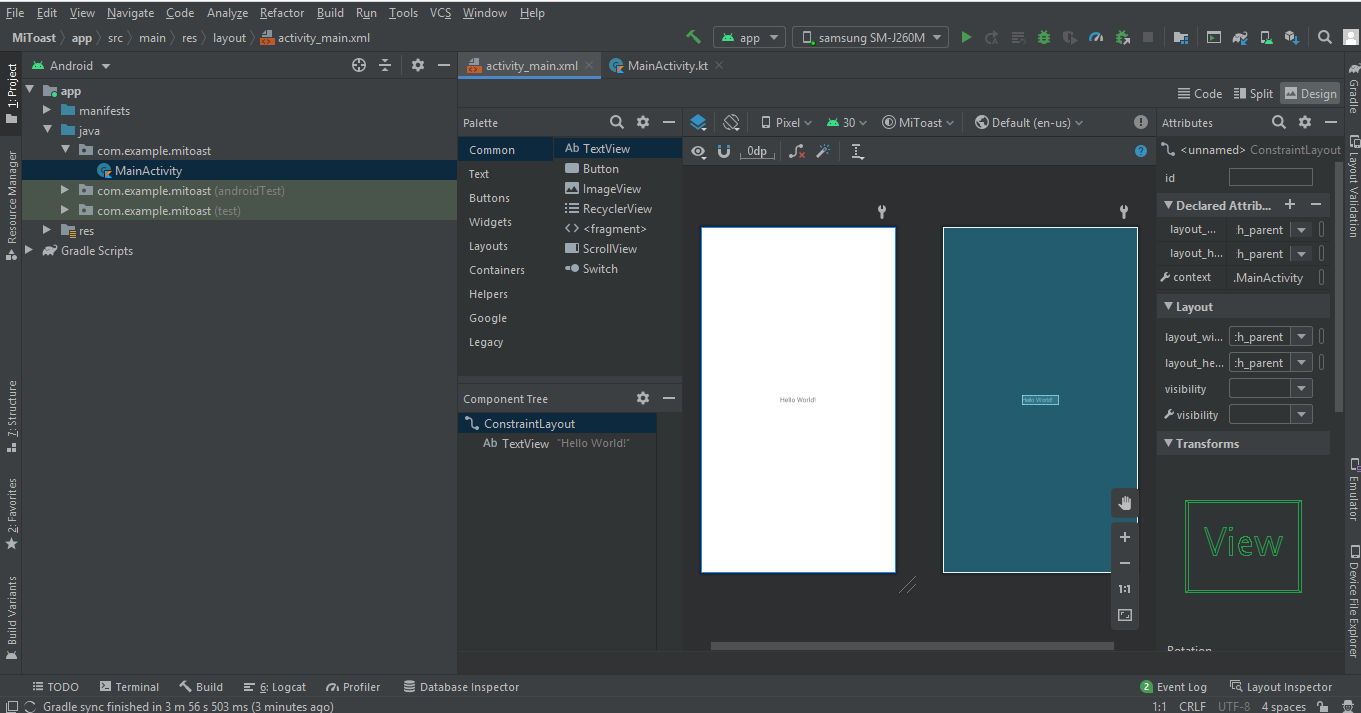 File Edit View Navigate Code Analyze Refactor Build Run Tools VCS Window Help
MiToast app src main res layout activity_main.xml app samsung SM-J260M
Android
activity_main.xml MainActivity.kt
Code Split Design
1: Project
Resource Manager
7: Structure
2: Favorites
Build Variants
app
manifests
java
com.example.mitoast
MainActivity
com.example.mitoast (androidTest)
com.example.mitoast (test)
res
Gradle Scripts
Palette
Common
Text
Buttons
Widgets
Layouts
Containers
Helpers
Google
Legacy
Ab TextView
Button
ImageView
RecyclerView
<fragment>
ScrollView
Switch
Component Tree
ConstraintLayout
Ab TextView "Hello World!"
Pixel 30 MiToast Default (en-us)
0dp
Hello World!
Hello World!
1:1
Attributes
<unnamed> ConstraintLayout
id
Declared Attrib...
layout_... :h_parent
layout_h... :h_parent
context .MainActivity
Layout
layout_wi... :h_parent
layout_he... :h_parent
visibility
visibility
Transforms
View
Rotation
Gradle
Layout Validation
Emulator
Device File Explorer
TODO Terminal Build 6: Logcat Profiler Database Inspector 2 Event Log Layout Inspector
Gradle sync finished in 3 m 56 s 503 ms (3 minutes ago) 1:1 CRLF UTF-8 4 spaces